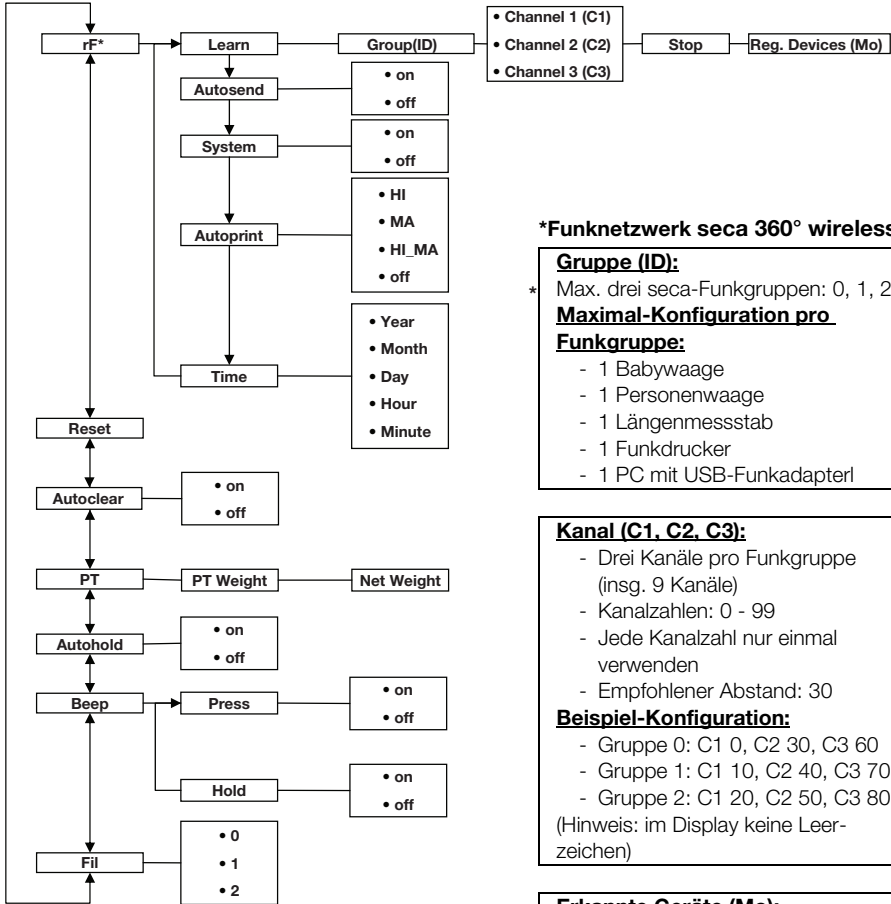 rF*
Learn
Group(ID)
• Channel 1 (C1)
• Channel 2 (C2)
• Channel 3 (C3)
Stop
Reg. Devices (Mo)
Autosend
• on
• off
System
• on
• off
Autoprint
• HI
• MA
• HI_MA
• off
Time
• Year
• Month
• Day
• Hour
• Minute
Reset
Autoclear
• on
• off
PT
PT Weight
Net Weight
Autohold
• on
• off
Beep
Press
• on
• off
Hold
• on
• off
Fil
• 0
• 1
• 2
*Funknetzwerk seca 360° wireless
Gruppe (ID):
* Max. drei seca-Funkgruppen: 0, 1, 2
Maximal-Konfiguration pro
Funkgruppe:
- 1 Babywaage
- 1 Personenwaage
- 1 Längenmessstab
- 1 Funkdrucker
- 1 PC mit USB-Funkadapterl
Kanal (C1, C2, C3):
- Drei Kanäle pro Funkgruppe
(insg. 9 Kanäle)
- Kanalzahlen: 0 - 99
- Jede Kanalzahl nur einmal
verwenden
- Empfohlener Abstand: 30
Beispiel-Konfiguration:
- Gruppe 0: C1 0, C2 30, C3 60
- Gruppe 1: C1 10, C2 40, C3 70
- Gruppe 2: C1 20, C2 50, C3 80
(Hinweis: im Display keine Leer-
zeichen)
Erkannte Geräte (Mo):